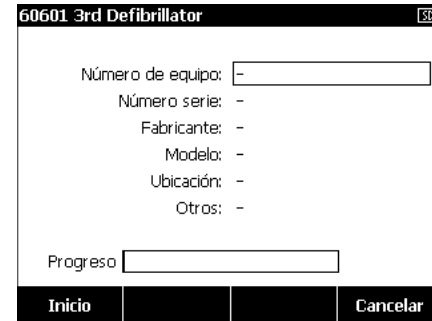 60601 3rd Defibrillator
Número de equipo: -
Número serie: -
Fabricante: -
Modelo: -
Ubicación: -
Otros: -
Progreso
Inicio Cancelar